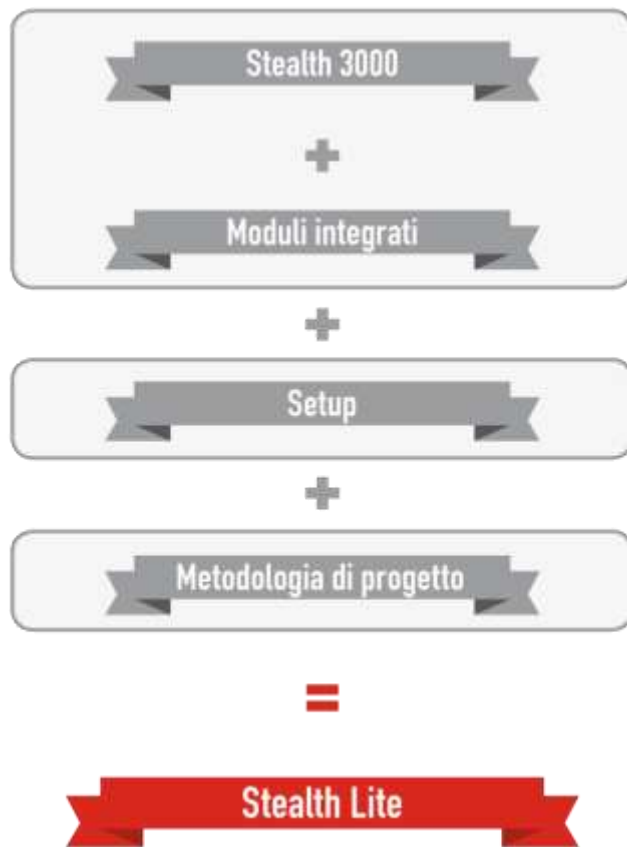 Stealth 3000
+
Moduli integrati
+
Setup
+
Metodologia di progetto
=
Stealth Lite